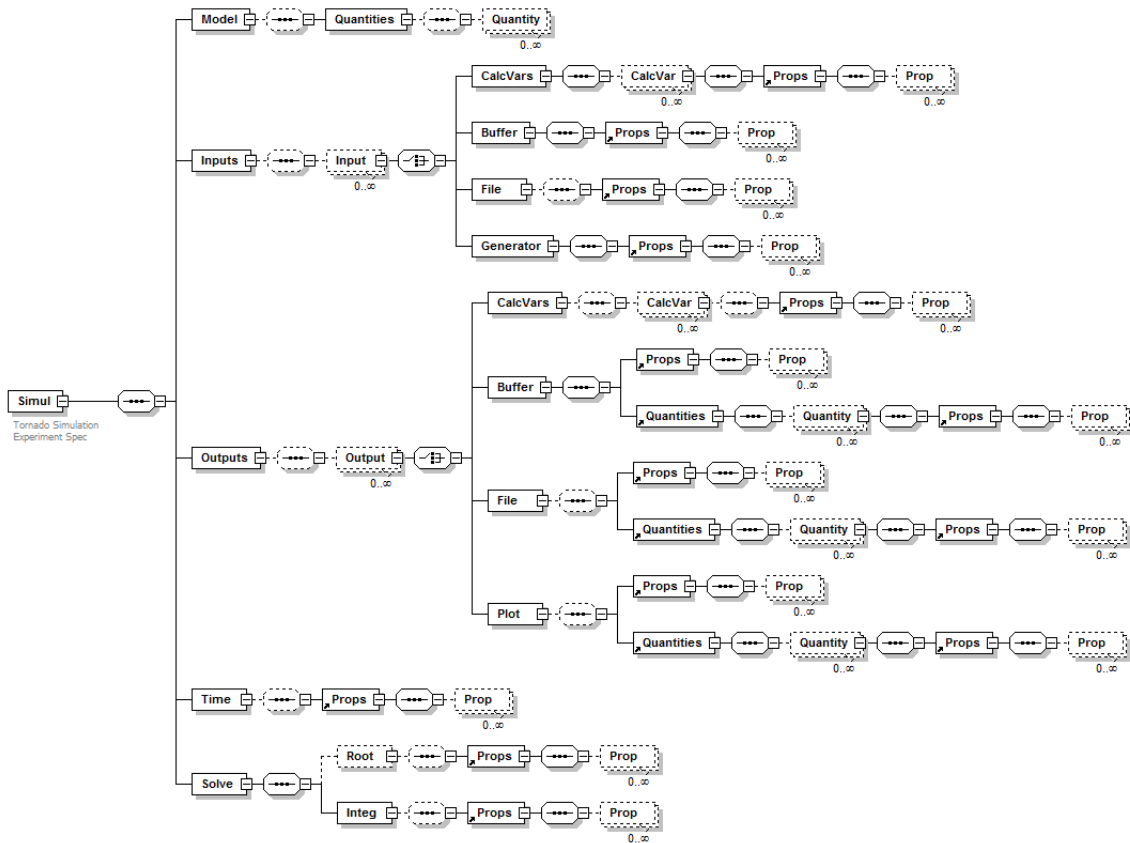 Model Quantities Quantity
0..∞
CalcVars CalcVar Props Prop
0..∞ 0..∞
Buffer Props Prop
0..∞
Inputs Input
0..∞
File Props Prop
0..∞
Generator Props Prop
0..∞
CalcVars CalcVar Props Prop
0..∞ 0..∞
Props Prop
0..∞
Buffer
Simul
Tornado Simulation
Experiment Spec
Quantities Quantity Props Prop
0..∞ 0..∞
Outputs Output
0..∞
Props Prop
0..∞
File
Quantities Quantity Props Prop
0..∞ 0..∞
Props Prop
0..∞
Plot
Quantities Quantity Props Prop
0..∞ 0..∞
Time Props Prop
0..∞
Root Props Prop
0..∞
Solve
Integ Props Prop
0..∞